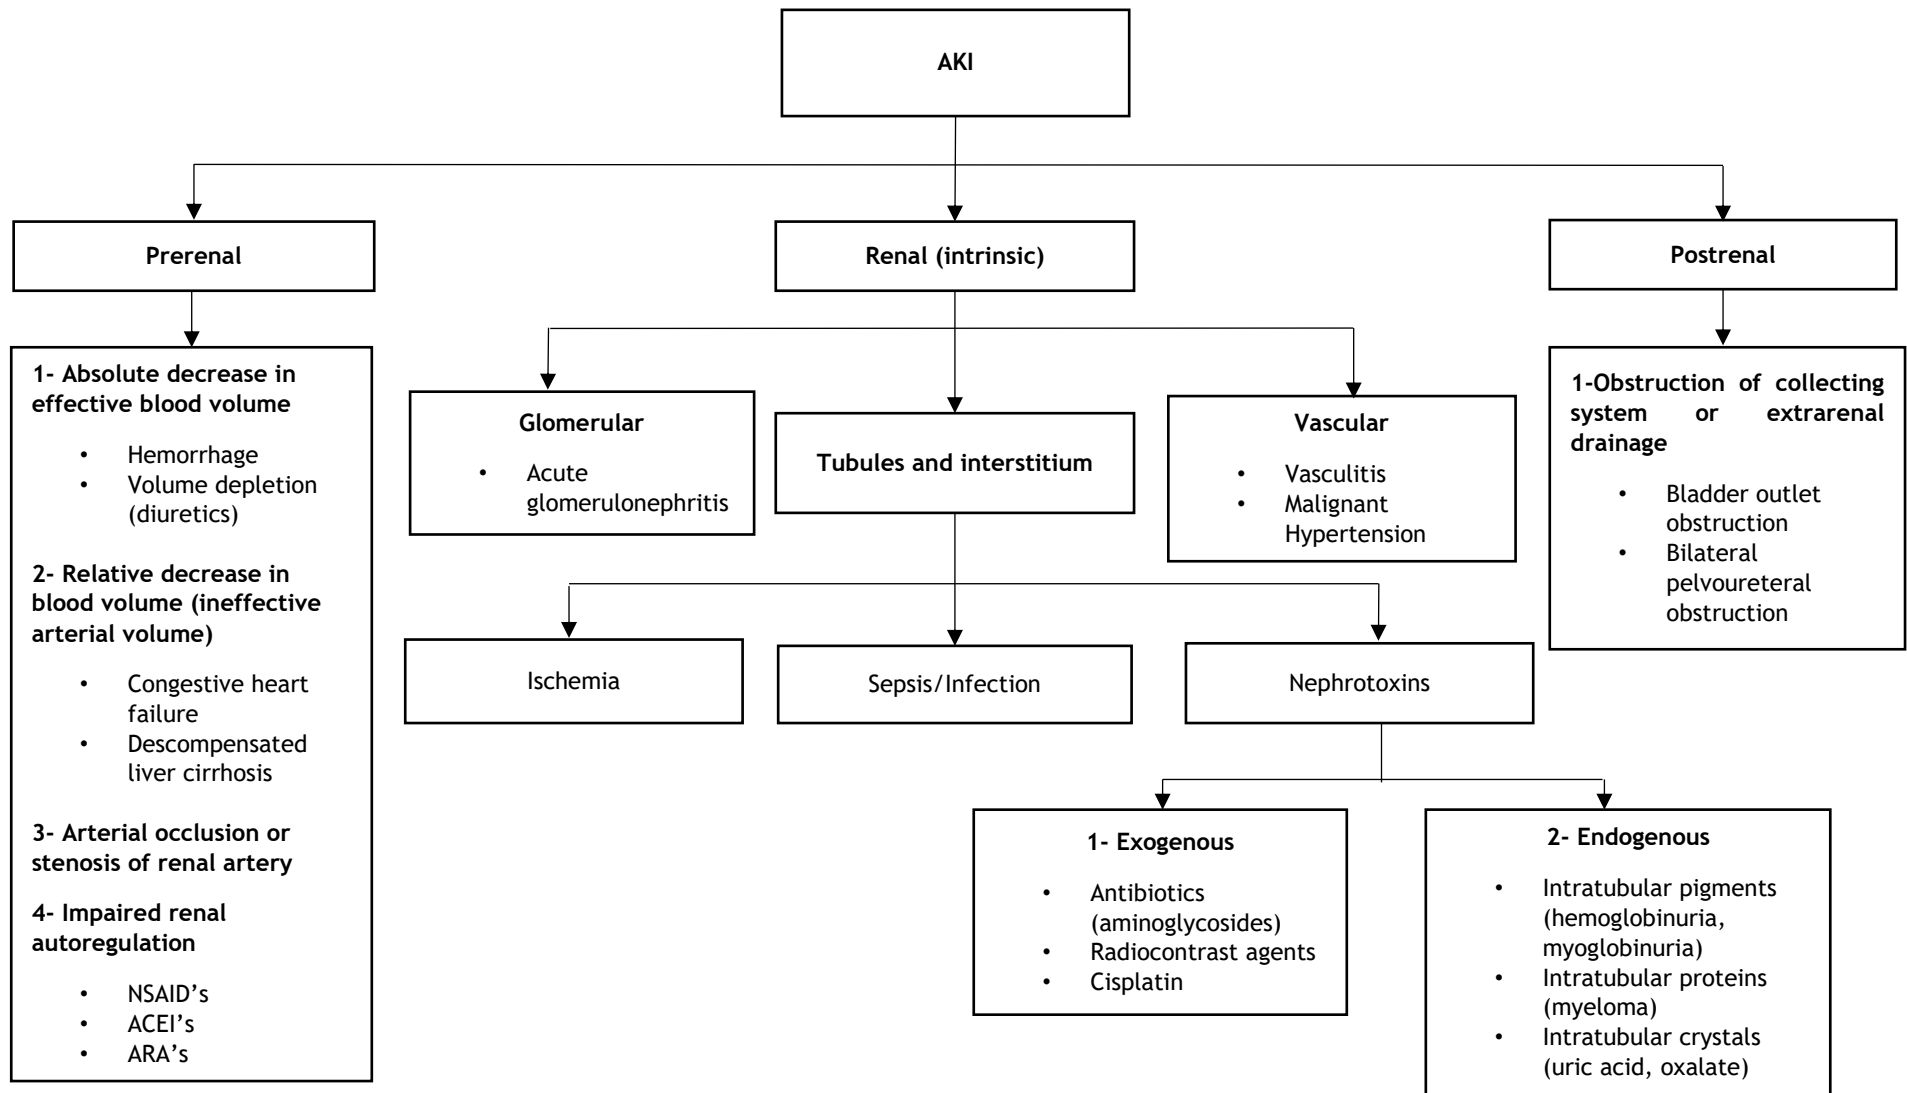 AKI
Prerenal
Renal (intrinsic)
Postrenal
1- Absolute decrease in
effective blood volume
• Hemorrhage
• Volume depletion
(diuretics)
2- Relative decrease in
blood volume (ineffective
arterial volume)
• Congestive heart
failure
• Descompensated
liver cirrhosis
3- Arterial occlusion or
stenosis of renal artery
4- Impaired renal
autoregulation
• NSAID’s
• ACEI’s
• ARA’s
Glomerular
• Acute
glomerulonephritis
Tubules and interstitium
Vascular
• Vasculitis
• Malignant
Hypertension
1-Obstruction of collecting
system or extrarenal
drainage
• Bladder outlet
obstruction
• Bilateral
pelvoureteral
obstruction
Ischemia
Sepsis/Infection
Nephrotoxins
1- Exogenous
• Antibiotics
(aminoglycosides)
• Radiocontrast agents
• Cisplatin
2- Endogenous
• Intratubular pigments
(hemoglobinuria,
myoglobinuria)
• Intratubular proteins
(myeloma)
• Intratubular crystals
(uric acid, oxalate)